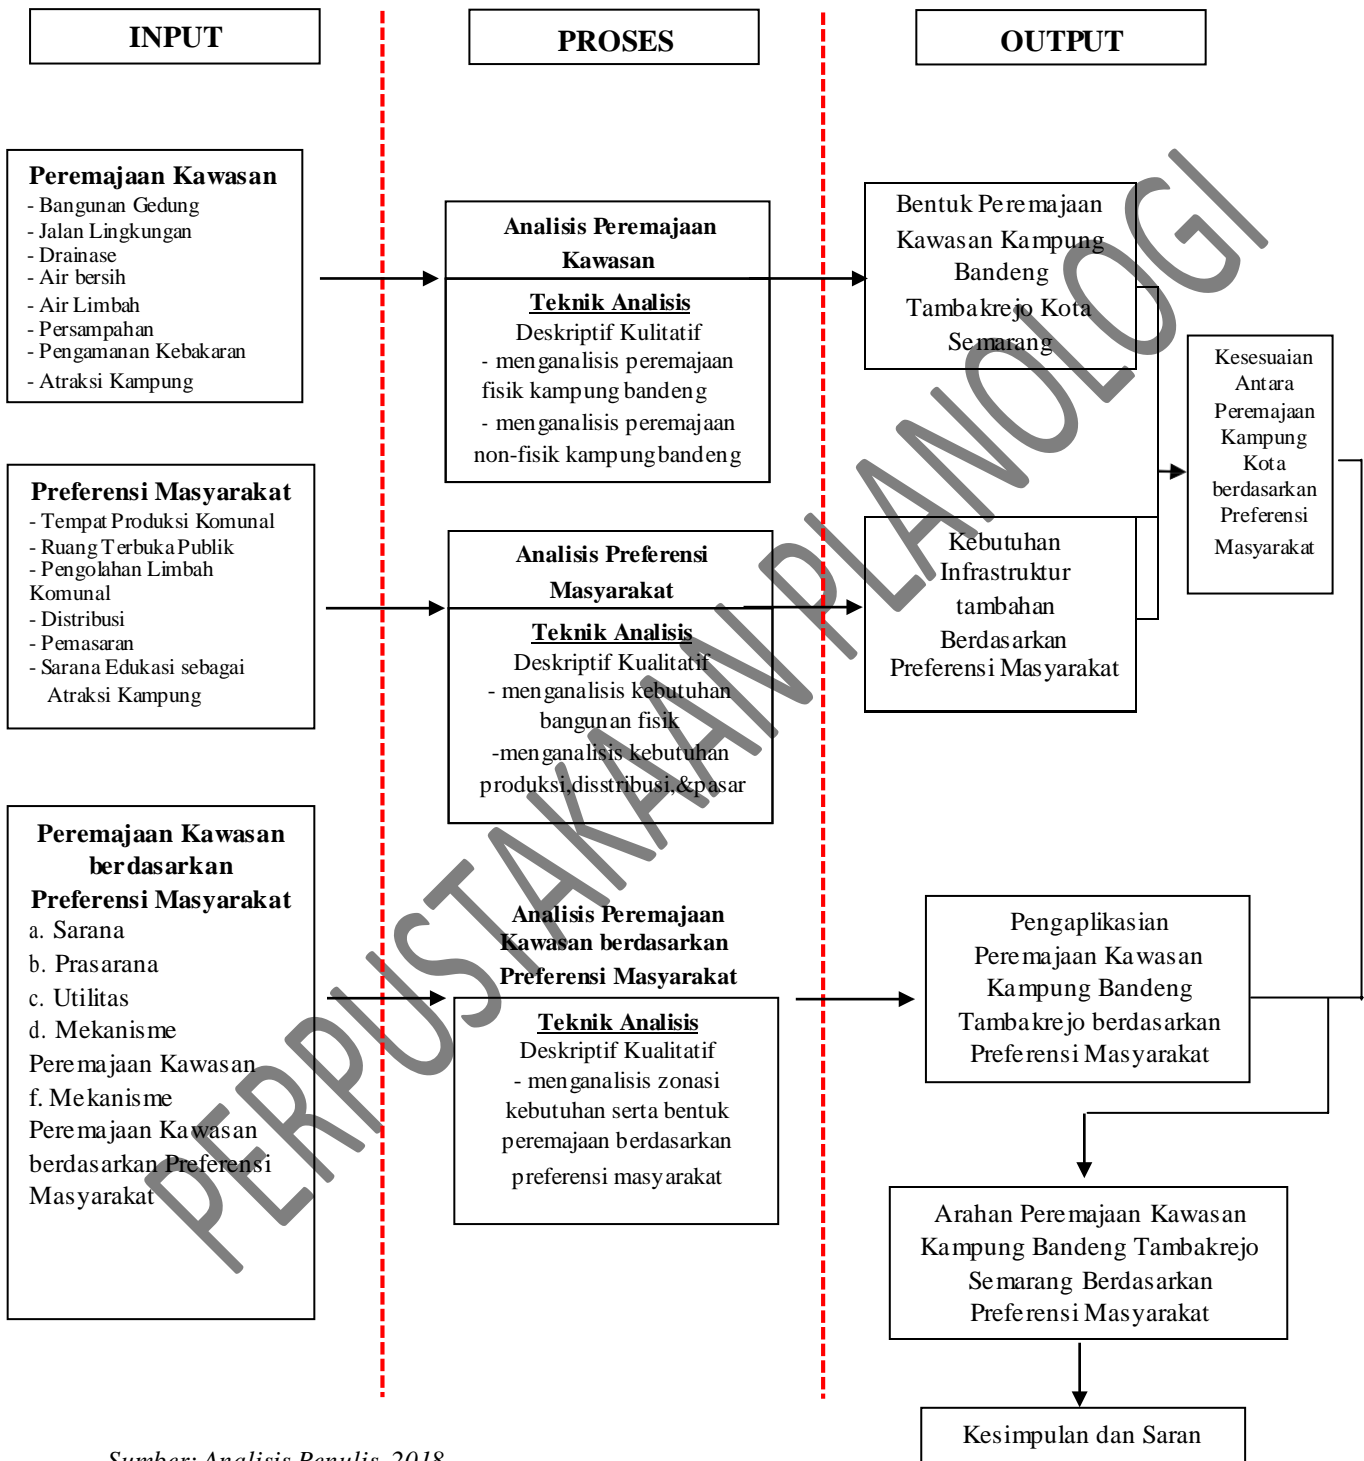 INPUT
PROSES
OUTPUT
Peremajaan Kawasan
- Bangunan Gedung
- Jalan Lingkungan
- Drainase
- Air bersih
- Air Limbah
- Persampahan
- Pengamanan Kebakaran
- Atraksi Kampung
Analisis Peremajaan
Kawasan
Teknik Analisis
Deskriptif Kulitatif
- menganalisis peremajaan
fisik kampung bandeng
- menganalisis peremajaan
non-fisik kampungbandeng
Bentuk Peremajaan
Kawasan Kampung
Bandeng
Tambakrejo Kota
Semarang
Kesesuaian
Antara
Peremajaan
Kampung
Kota
berdasarkan
Preferensi
Masyarakat
Preferensi Masyarakat
- Tempat Produksi Komunal
- Ruang Terbuka Publik
- Pengolahan Limbah
Komunal
- Distribusi
- Pemasaran
- Sarana Edukasi sebagai
Atraksi Kampung
Analisis Preferensi
Masyarakat
Teknik Analisis
Deskriptif Kualitatif
- menganalisis kebutuhan
bangunan fisik
-menganalisis kebutuhan
produksi,disstribusi,&pasar
Kebutuhan
Infrastruktur
tambahan
Berdasarkan
Preferensi Masyarakat
Peremajaan Kawasan
berdasarkan
Preferensi Masyarakat
a. Sarana
b. Prasarana
c. Utilitas
d. Mekanisme
Peremajaan Kawasan
f. Mekanisme
Peremajaan Kawasan
berdasarkan Preferensi
Masyarakat
Analisis Peremajaan
Kawasan berdasarkan
Preferensi Masyarakat
Teknik Analisis
Deskriptif Kualitatif
- menganalisis zonasi
kebutuhan serta bentuk
peremajaan berdasarkan
preferensi masyarakat
Pengaplikasian
Peremajaan Kawasan
Kampung Bandeng
Tambakrejo berdasarkan
Preferensi Masyarakat
Arahan Peremajaan Kawasan
Kampung Bandeng Tambakrejo
Semarang Berdasarkan
Preferensi Masyarakat
Kesimpulan dan Saran
Sumber: Analisis Penulis, 2018
PERPUSTAKAAN PLANOLOGI